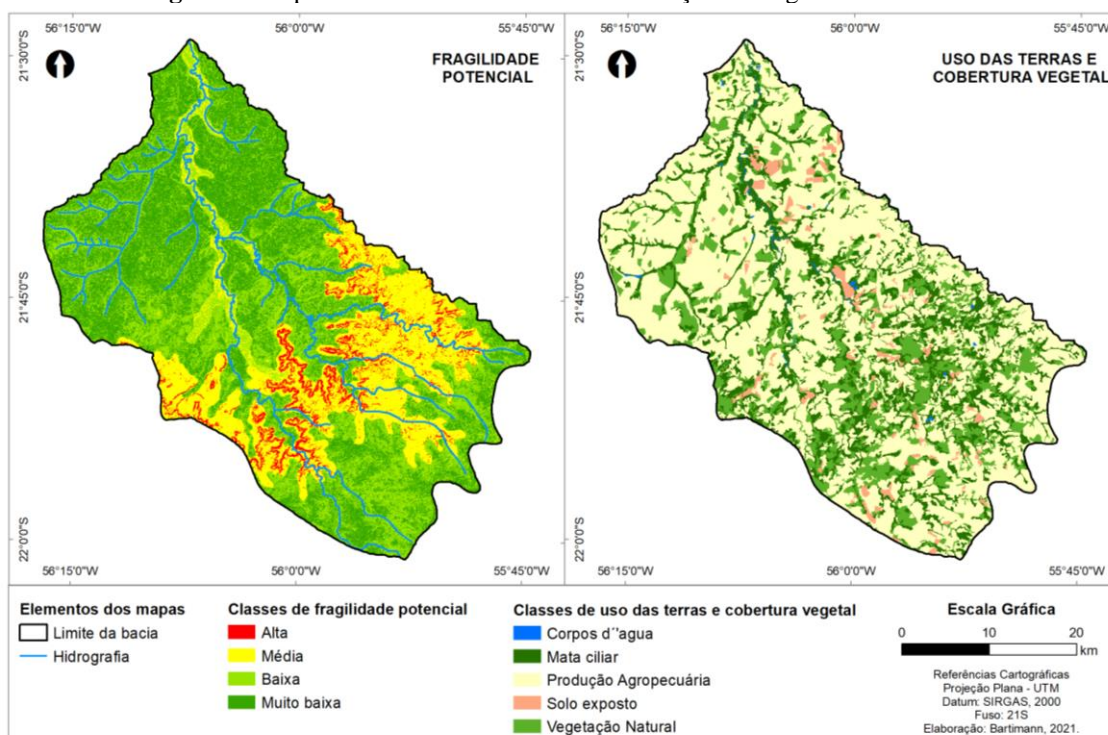 56°15'0"W 56°0'0"W 55°45'0"W 56°15'0"W 56°0'0"W 55°45'0"W
FRAGILIDADE
POTENCIAL
USO DAS TERRAS E
COBERTURA VEGETAL
21°30'0"S
21°45'0"S
22°0'0"S
21°30'0"S
21°45'0"S
22°0'0"S
56°15'0"W 56°0'0"W 55°45'0"W 56°15'0"W 56°0'0"W 55°45'0"W
Elementos dos mapas
Limite da bacia
Hidrografia
Classes de fragilidade potencial
Alta
Média
Baixa
Muito baixa
Classes de uso das terras e cobertura vegetal
Corpos d´'agua
Mata ciliar
Produção Agropecuária
Solo exposto
Vegetação Natural
Escala Gráfica
0 10 20
km
Referências Cartográficas
Projeção Plana - UTM
Datum: SIRGAS, 2000
Fuso: 21S
Elaboração: Bartimann, 2021.